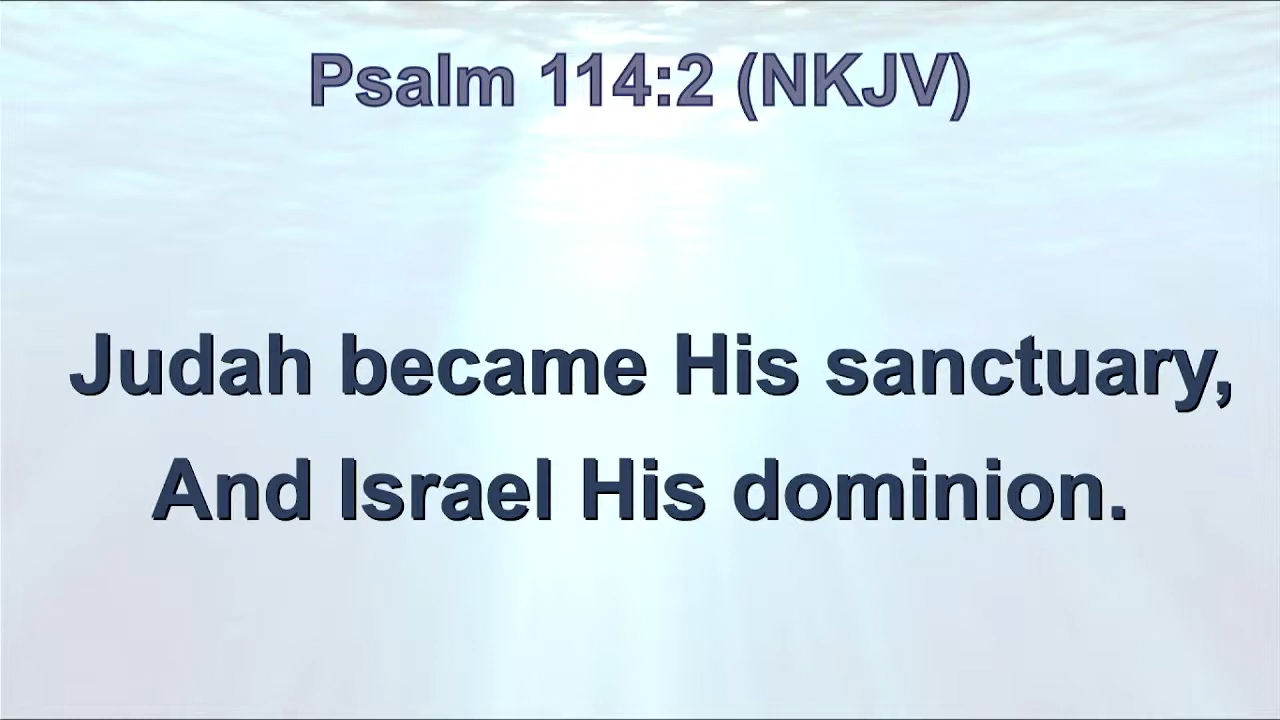 Psalm 114:2 (NKJV)
Judah became His sanctuary,
And Israel His dominion.